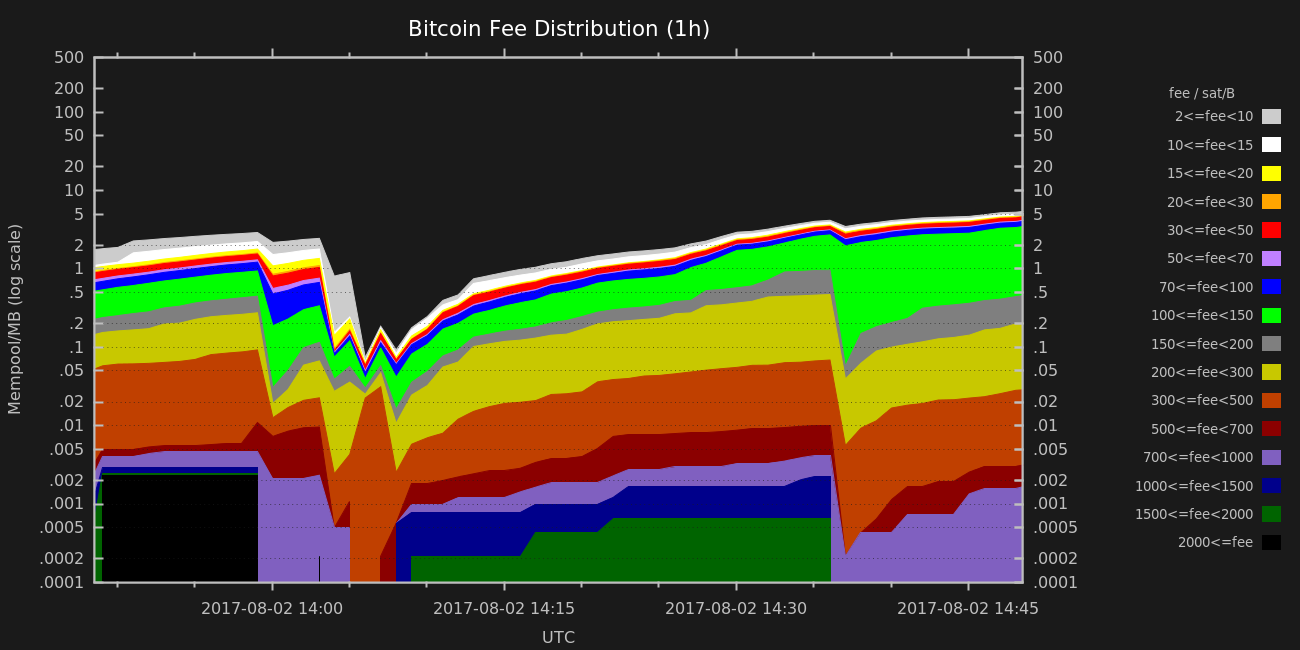 Bitcoin Fee Distribution (1h)
Mempool/MB (log scale)
500
200
100
50
20
10
5
2
1
.5
.2
.1
.05
.02
.01
.005
.002
.001
.0005
.0002
.0001
500
200
100
50
20
10
5
2
1
.5
.2
.1
.05
.02
.01
.005
.002
.001
.0005
.0002
.0001
fee / sat/B
2<=fee<10
10<=fee<15
15<=fee<20
20<=fee<30
30<=fee<50
50<=fee<70
70<=fee<100
100<=fee<150
150<=fee<200
200<=fee<300
300<=fee<500
500<=fee<700
700<=fee<1000
1000<=fee<1500
1500<=fee<2000
2000<=fee
2017-08-02 14:00 2017-08-02 14:15 2017-08-02 14:30 2017-08-02 14:45
UTC